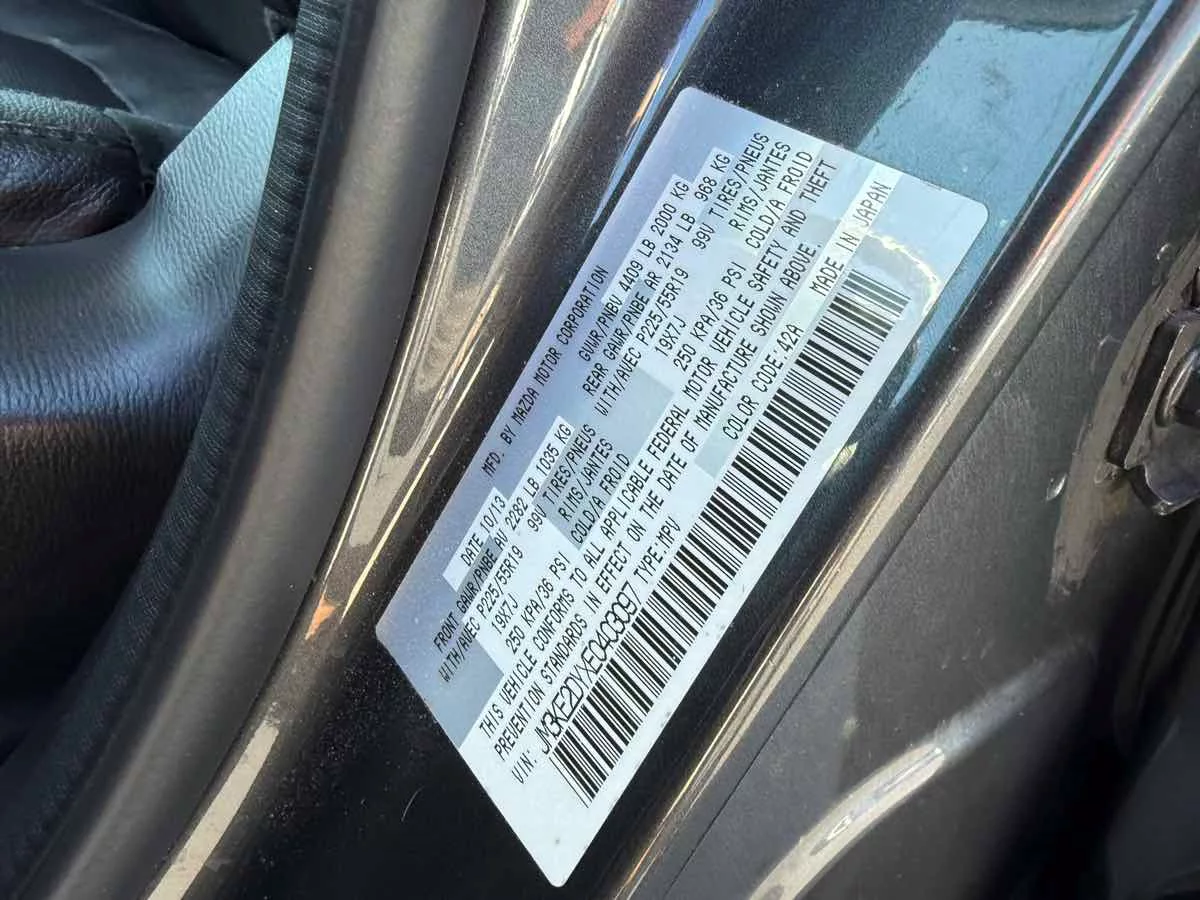 MFD. BY MAZDA MOTOR CORPORATION
DATE 10/13 GVWR/PNBV 4409 LB 2000 KG
FRONT GAWR/PNBE AV 2282 LB 1035 KG REAR GAWR/PNBE AR 2134 LB 968 KG
WITH/AVEC P225/55R19 99V TIRES/PNEUS WITH/AUEC P225/55R19 99V TIRES/PNEUS
19X7J RIMS/JANTES 19X7J RIMS/JANTES
250 KPA/36 PSI COLD/A FROID 250 KPA/36 PSI COLD/A FROID
THIS VEHICLE CONFORMS TO ALL APPLICABLE FEDERAL MOTOR VEHICLE SAFETY AND THEFT
PREVENTION STANDARDS IN EFFECT ON THE DATE OF MANUFACTURE SHOWN ABOVE.
VIN: JM3KE2DYXE0403097 TYPE:MPV COLOR CODE:42A MADE IN JAPAN